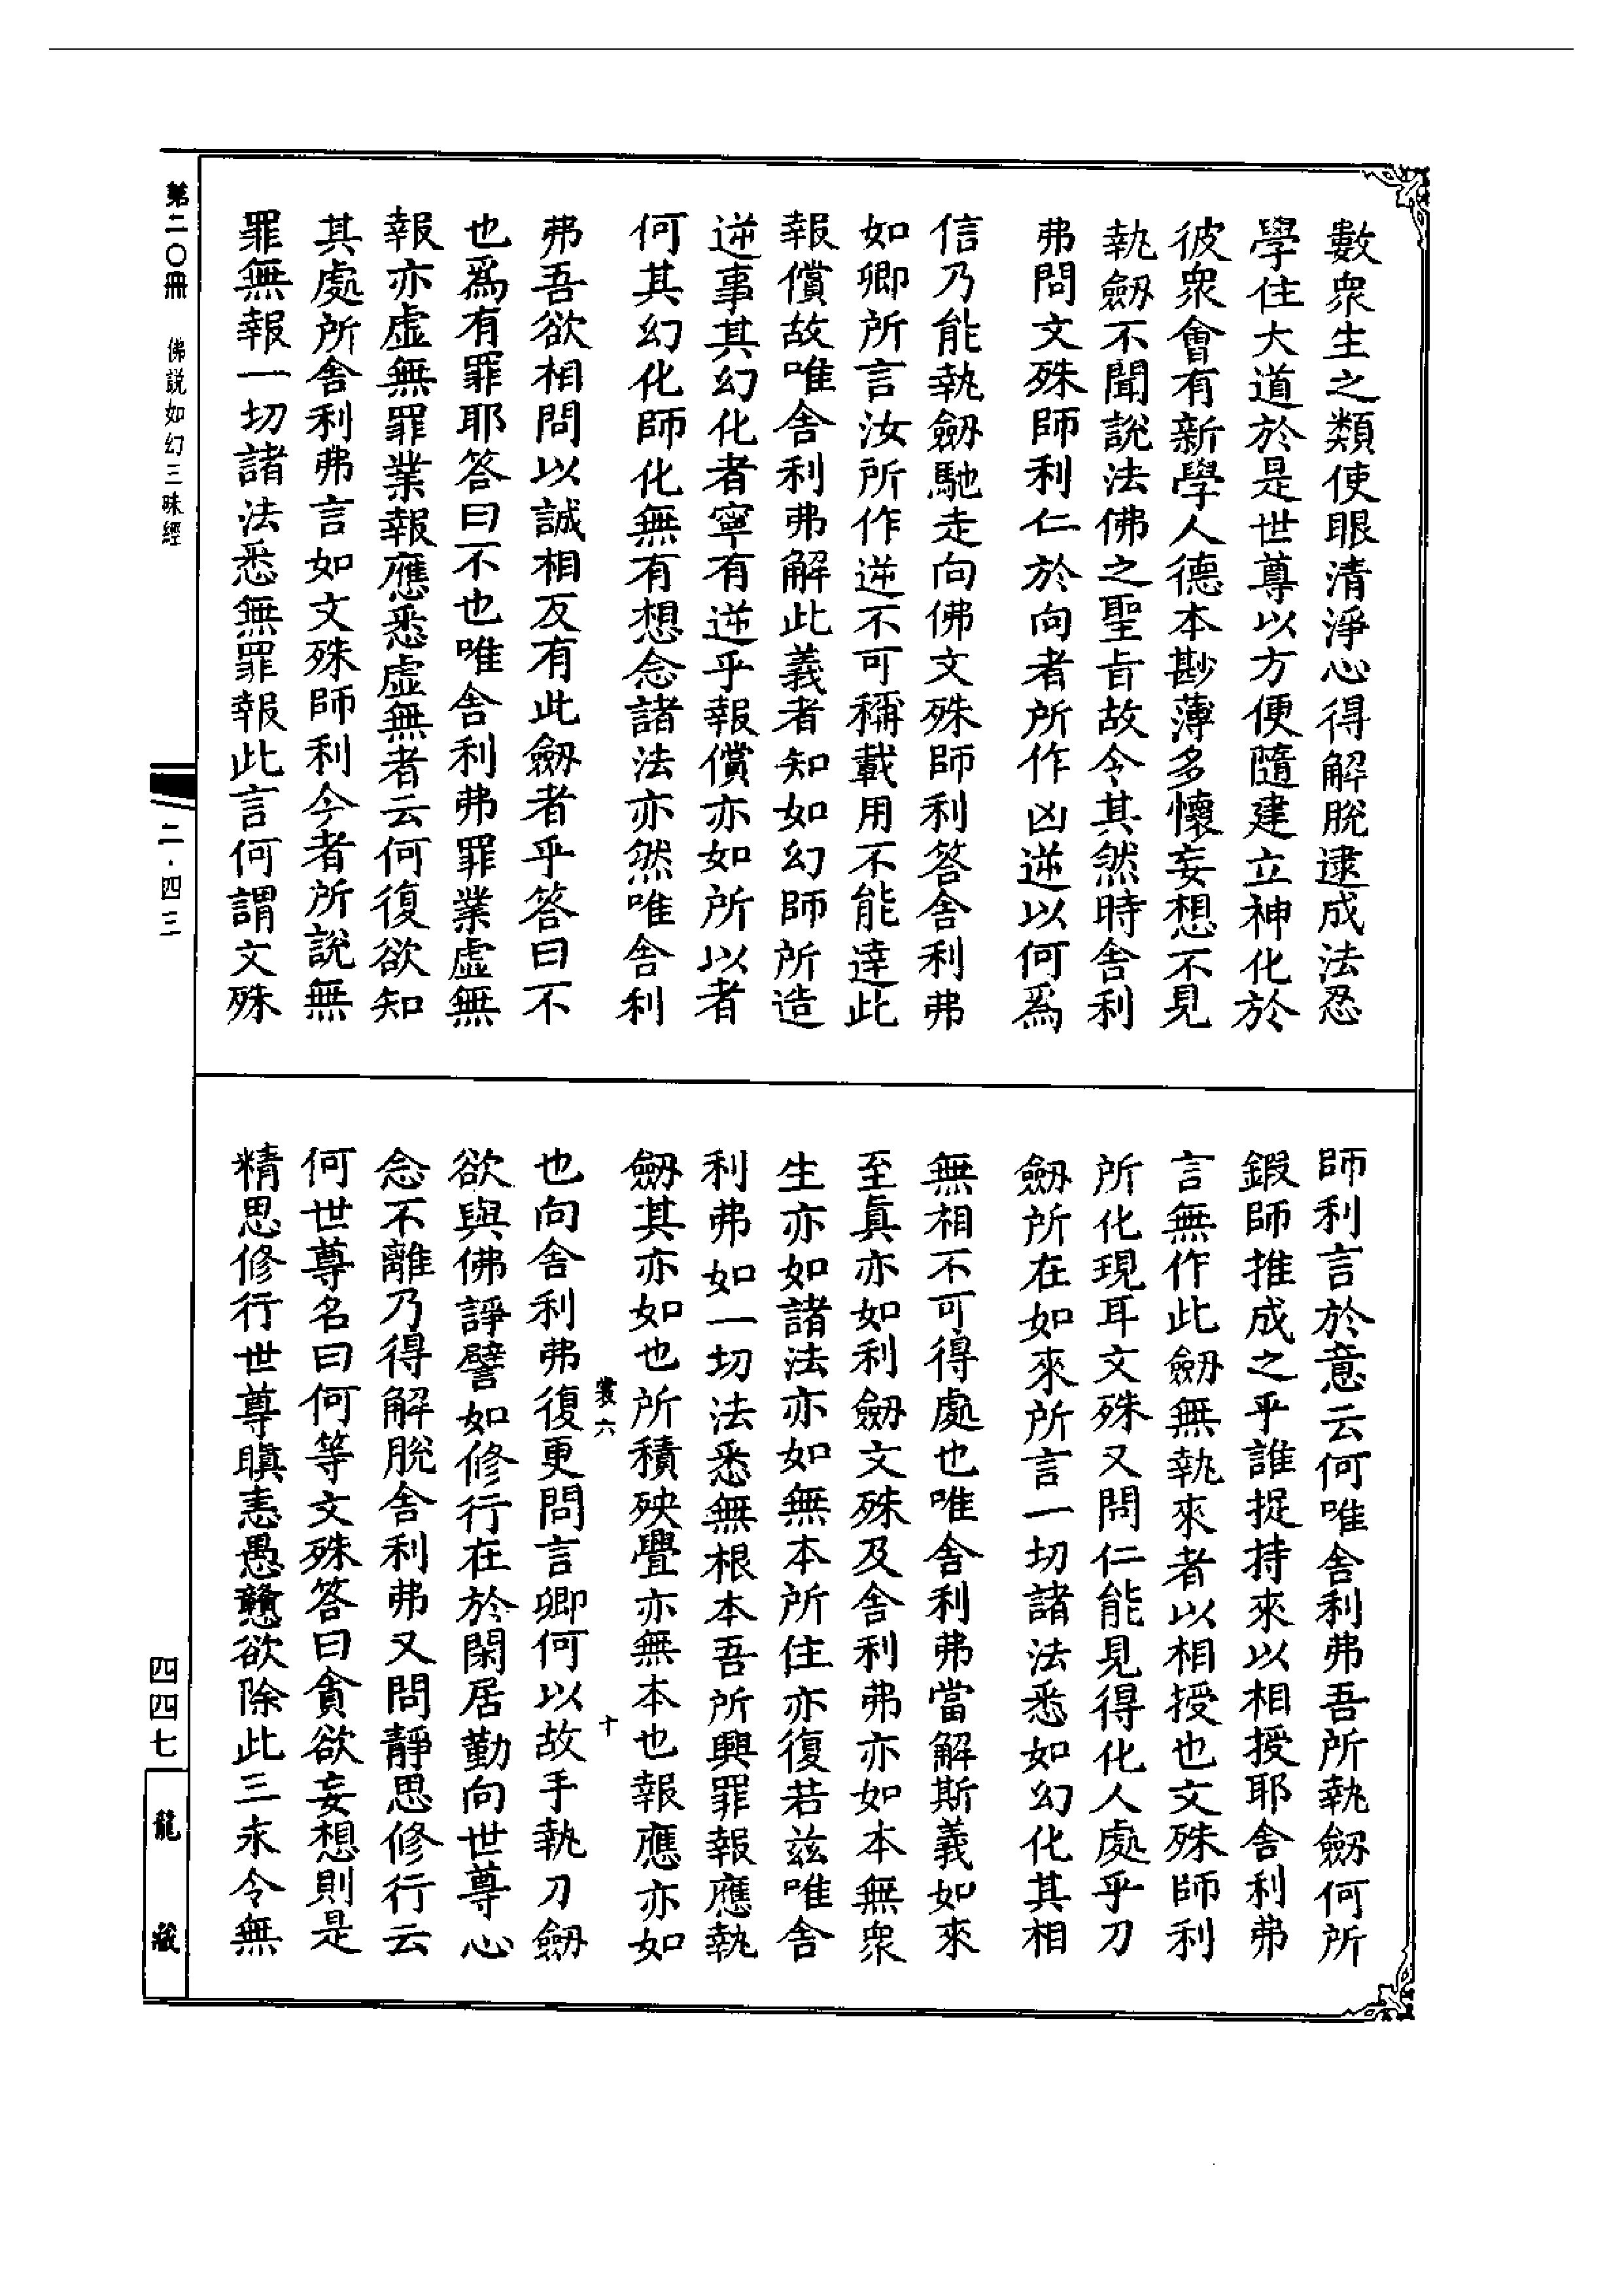 數衆生之類使眼清淨心得解脫逮成法忍
學住大道於是世尊以方便隨建立神化於
彼衆會有新學人德本尠薄多懷妄想不見
執劒不聞說法佛之聖旨故令其然時舍利
弗問文殊師利仁於向者所作凶逆以何爲
信乃能執劒馳走向佛文殊師利答舍利弗
如卿所言汝所作逆不可稱載用不能達此
報償故唯舍利弗解此義者知如幻師所造
逆事其幻化者寧有逆乎報償亦如所以者
何其幻化師化無有想念諸法亦然唯舍利
弗吾欲相問以誠相反有此劒者乎答曰不
也爲有罪耶答曰不也唯舍利弗罪業虛無
報亦虛無罪業報應悉虛無者云何復欲知
其處所舍利弗言如文殊師利今者所說無
罪無報一切諸法悉無罪報此言何謂文殊
師利言於意云何唯舍利弗吾所執劒何所
鍜師推成之乎誰捉持來以相授耶舍利弗
言無作此劒無執來者以相授也文殊師利
所化現耳文殊又問仁能見得化人處乎刀
劒所在如來所言一切諸法悉如幻化其相
無相不可得處也唯舍利弗當解斯義如來
至眞亦如利劒文殊及舍利弗亦如本無衆
生亦如諸法亦如無本所住亦復若兹唯舍
利弗如一切法悉無根本吾所興罪報應執
劒其亦如也所積殃舋亦無本也報應亦如
裳六 十
也向舍利弗復更問言卿何以故手執刀劒
欲與佛諍譬如修行在於閑居勤向世尊心
念不離乃得解脫舍利弗又問靜思修行云
何世尊名曰何等文殊答曰貪欲妄想則是
精思修行世尊瞋恚愚戇欲除此三永令無
第二〇冊 佛説如幻三昧經
二·四三
四四七
龍藏